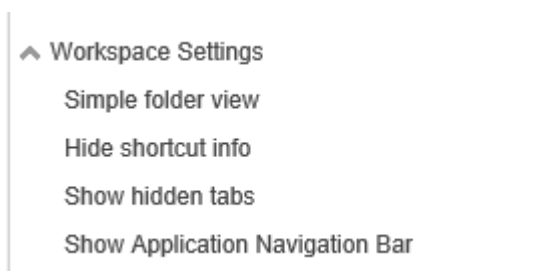 Workspace Settings
Simple folder view
Hide shortcut info
Show hidden tabs
Show Application Navigation Bar